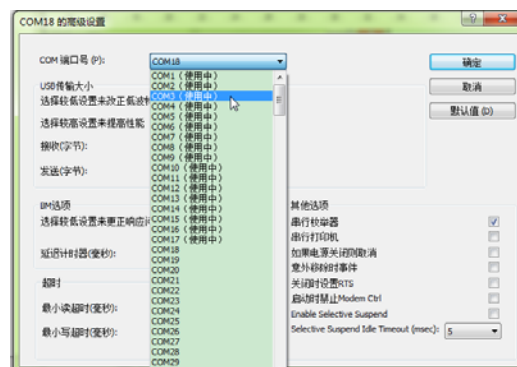 COM18 的高级设置
COM 端口号 (P):
COM18
确定
取消
默认值 (D)
USB传输大小
选择较低设置来改正低波特
选择较高设置来提高性能
接收(字节):
发送(字节):
COM1 (使用中)
COM2 (使用中)
COM3 (使用中)
COM4 (使用中)
COM5 (使用中)
COM6 (使用中)
COM7 (使用中)
COM8 (使用中)
COM9 (使用中)
COM10 (使用中)
COM11 (使用中)
COM12 (使用中)
COM13 (使用中)
COM14 (使用中)
COM15 (使用中)
COM16 (使用中)
COM17 (使用中)
COM18
COM19
COM20
COM21
COM22
COM23
COM24
COM25
COM26
COM27
COM28
COM29
BM选项
选择较低设置来更正响应
延迟计时器(毫秒):
超时
最小读超时(毫秒):
最小写超时(毫秒):
其他选项
串行枚举器
串行打印机
如果电源关闭则取消
意外移除时事件
关闭时设置RTS
启动时禁止Modem Ctrl
Enable Selective Suspend
Selective Suspend Idle Timeout (msec):
5